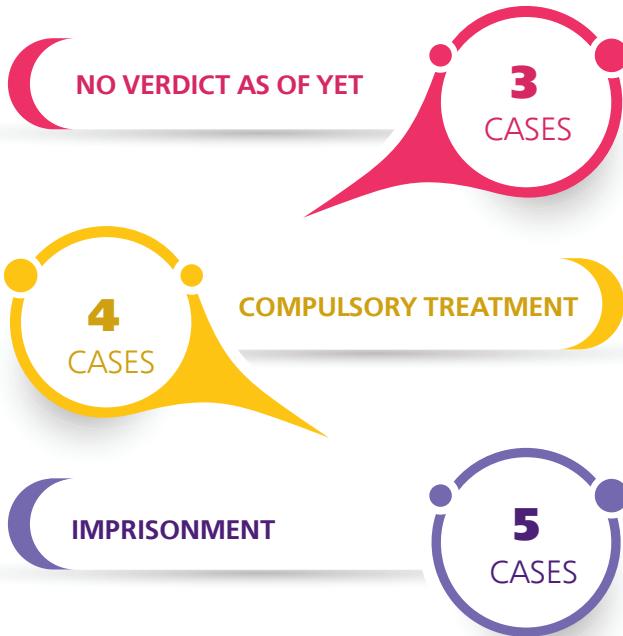 NO VERDICT AS OF YET
3
CASES
4
CASES
COMPULSORY TREATMENT
IMPRISONMENT
5
CASES